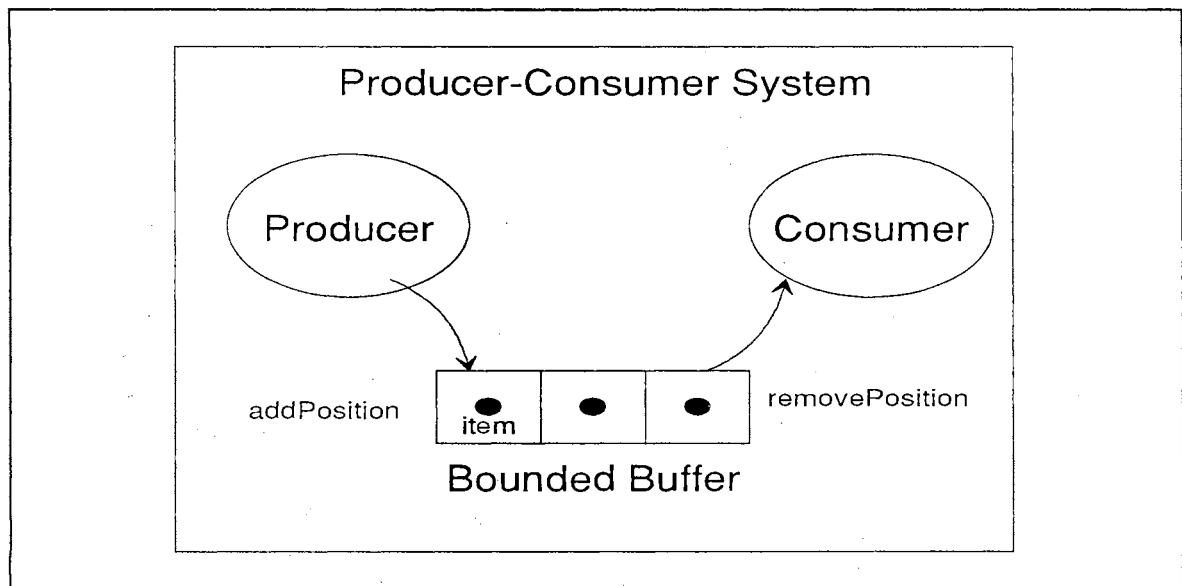 Producer-Consumer System
Producer
Consumer
addPosition
removePosition
item
Bounded Buffer